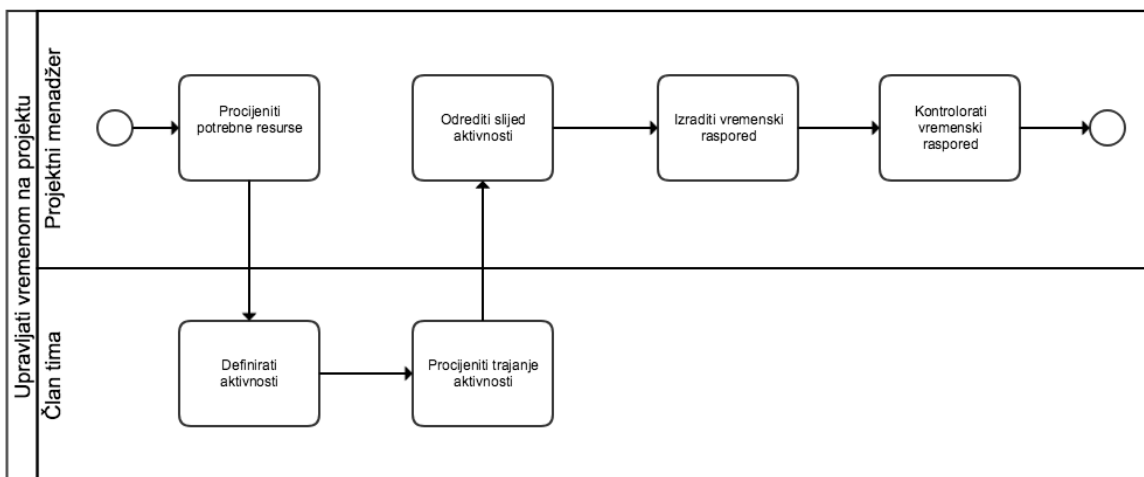 Upravljati vremenom na projektu
Projektni menadžer
Procijeniti
potrebne resurse
Odrediti slijed
aktivnosti
Izraditi vremenski
raspored
Kontrolorati
vremenski
raspored
Član tima
Definirati
aktivnosti
Procijeniti trajanje
aktivnosti